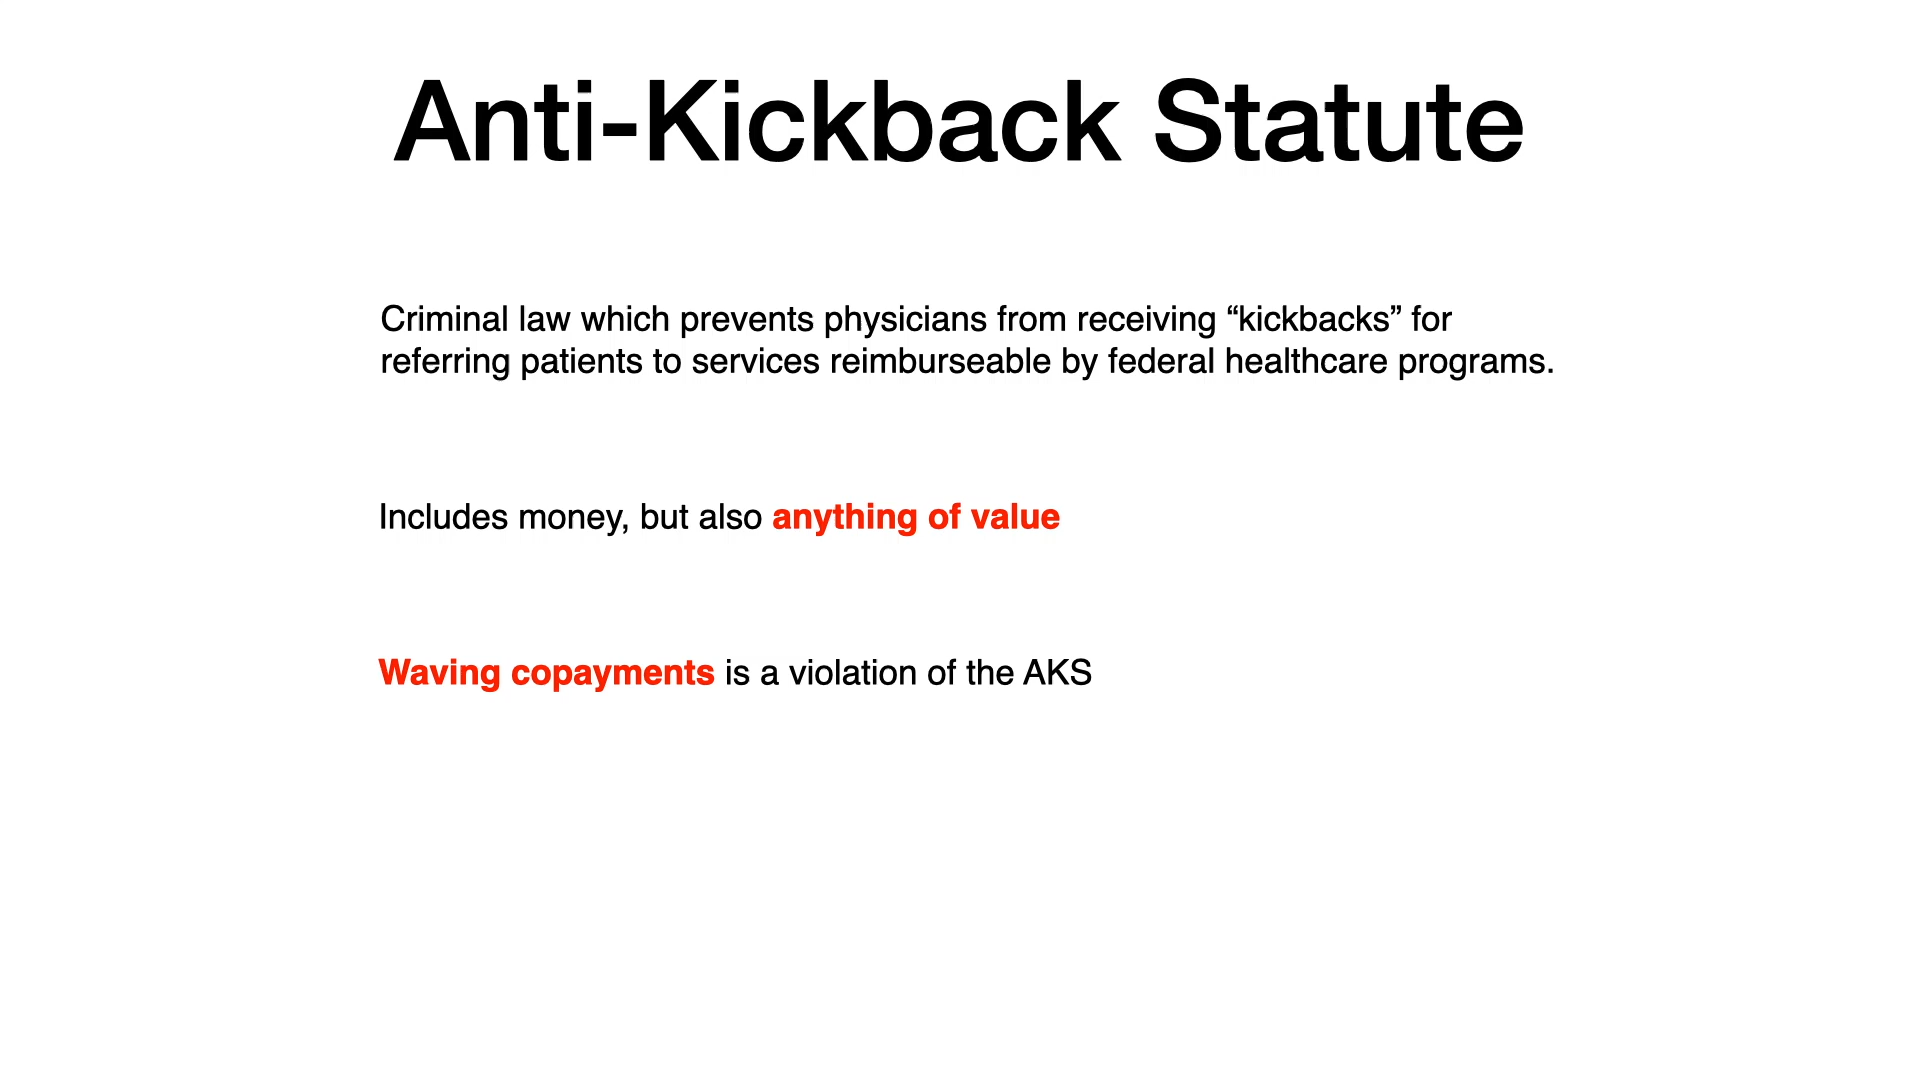 Anti-Kickback Statute
Criminal law which prevents physicians from receiving “kickbacks” for
referring patients to services reimburseable by federal healthcare programs.
Includes money, but also anything of value
Waving copayments is a violation of the AKS